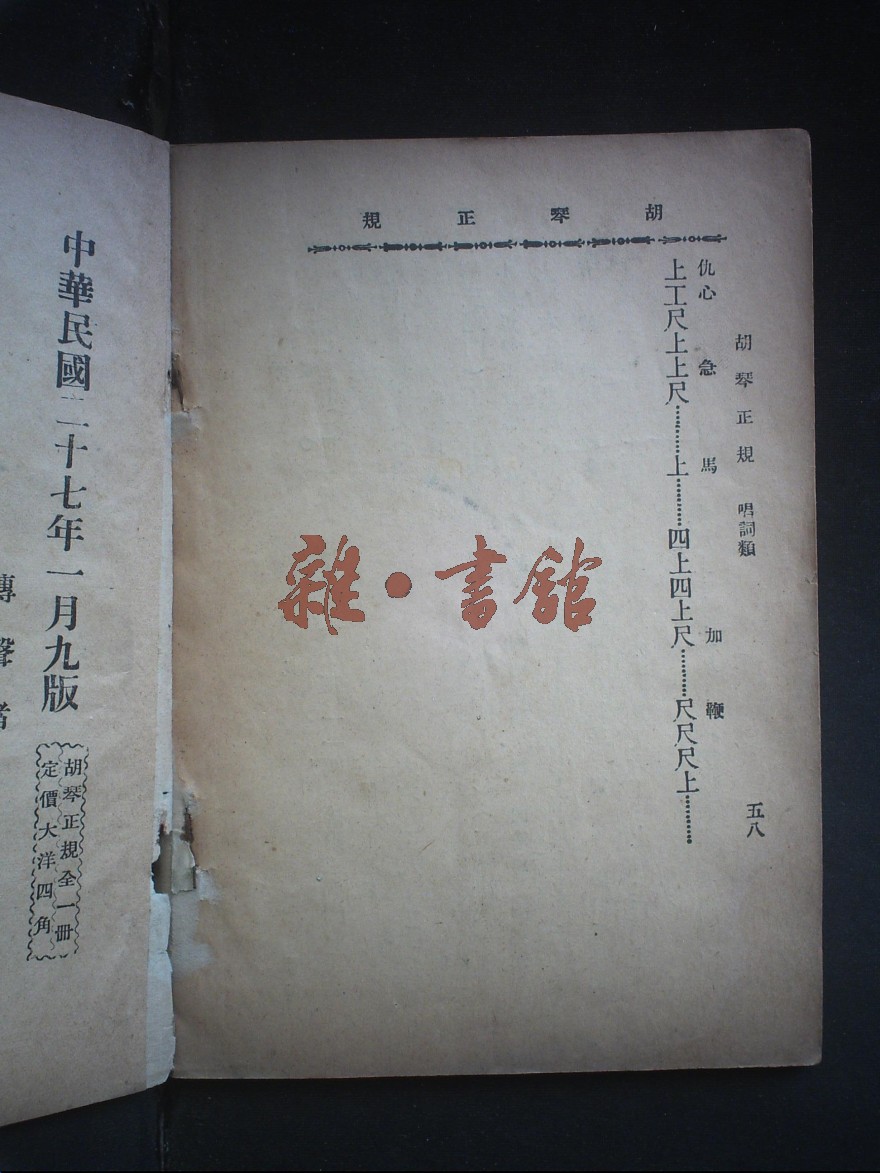 胡琴正規
胡琴正規 唱詞類 五八
仇心急馬加鞭
上工尺上上尺…………上…………四上四上尺…………尺尺尺上…………
雜·書館
中華民國二十七年一月九版
胡琴正規全一冊
定價大洋四角
聲者